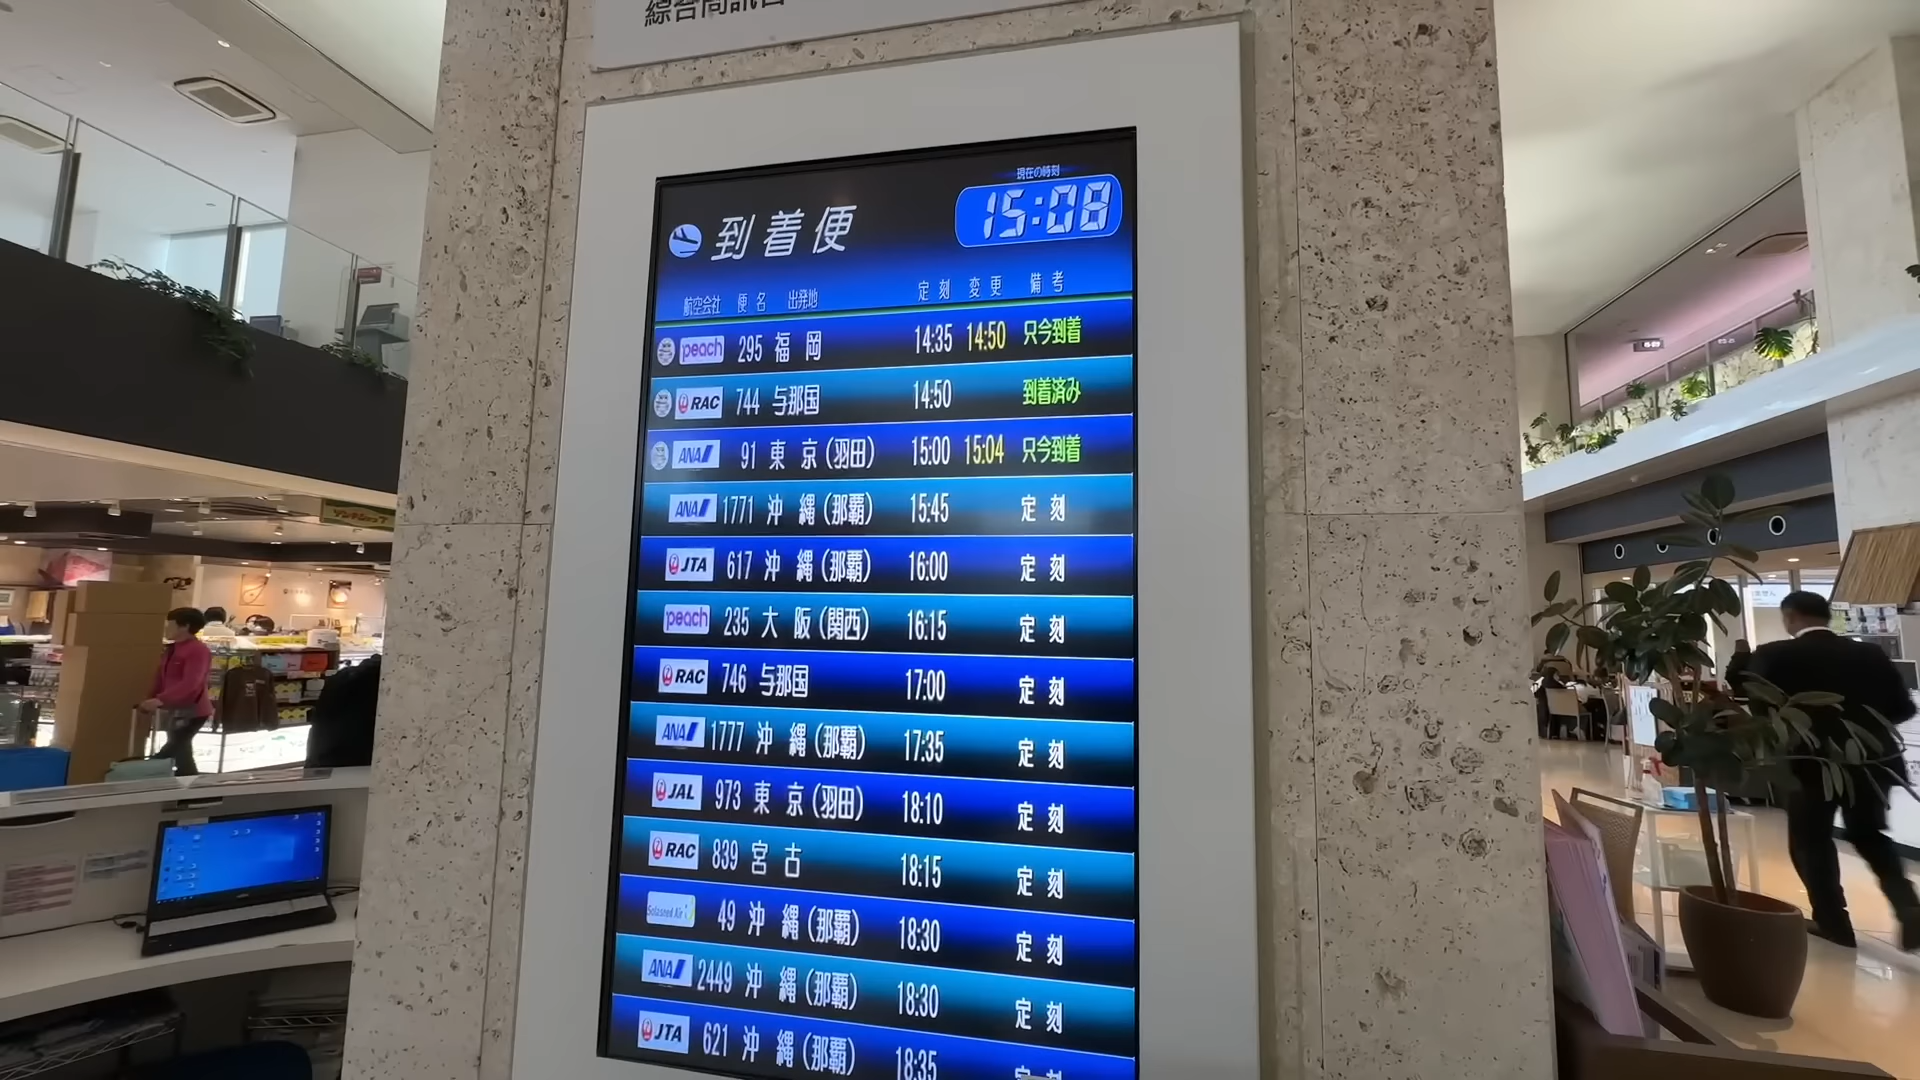 綜合問訊台
現在の時刻
到着便 15:08
航空会社 便名 出発地 定刻 変更 備考
peach 295 福岡 14:35 14:50 只今到着
RAC 744 与那国 14:50 到着済み
ANA 91 東京(羽田) 15:00 15:04 只今到着
ANA 1771 沖縄(那覇) 15:45 定刻
JTA 617 沖縄(那覇) 16:00 定刻
peach 235 大阪(関西) 16:15 定刻
RAC 746 与那国 17:00 定刻
ANA 1777 沖縄(那覇) 17:35 定刻
JAL 973 東京(羽田) 18:10 定刻
RAC 839 宮古 18:15 定刻
Solaseed Air 49 沖縄(那覇) 18:30 定刻
ANA 2449 沖縄(那覇) 18:30 定刻
JTA 621 沖縄(那覇) 18:35 定刻